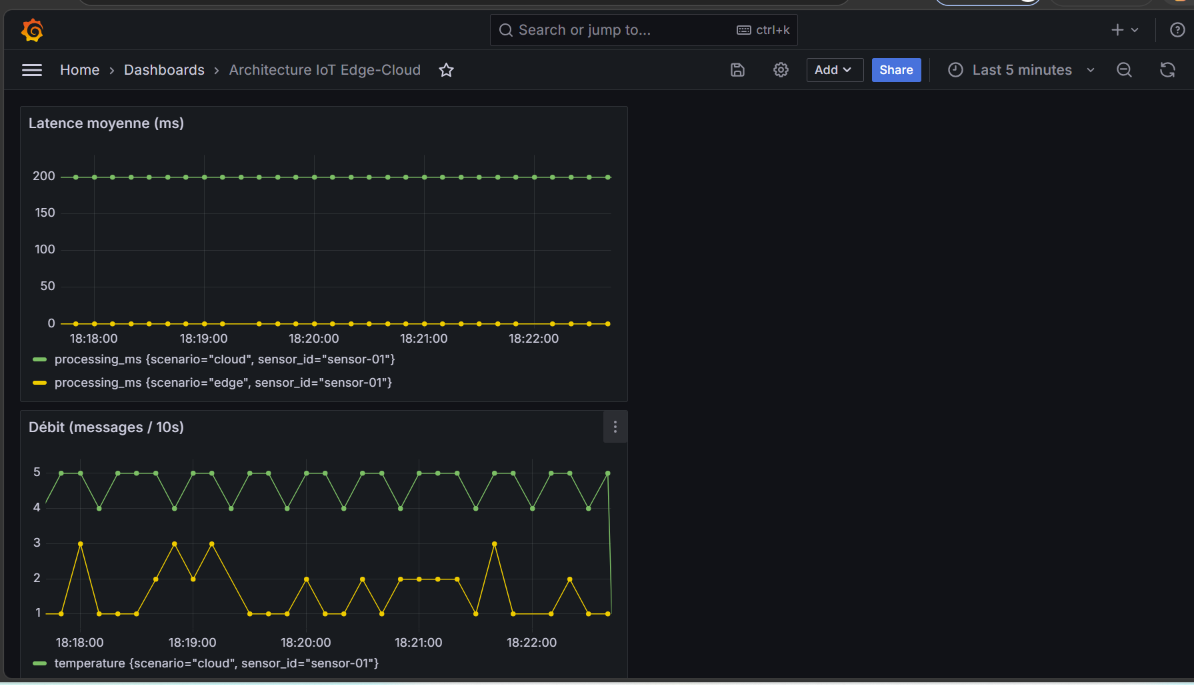 Search or jump to... ctrl+k
Home › Dashboards › Architecture IoT Edge-Cloud Add Share Last 5 minutes
Latence moyenne (ms)
200
150
100
50
0
18:18:00 18:19:00 18:20:00 18:21:00 18:22:00
processing_ms {scenario="cloud", sensor_id="sensor-01"}
processing_ms {scenario="edge", sensor_id="sensor-01"}
Débit (messages / 10s)
5
4
3
2
1
18:18:00 18:19:00 18:20:00 18:21:00 18:22:00
temperature {scenario="cloud", sensor_id="sensor-01"}